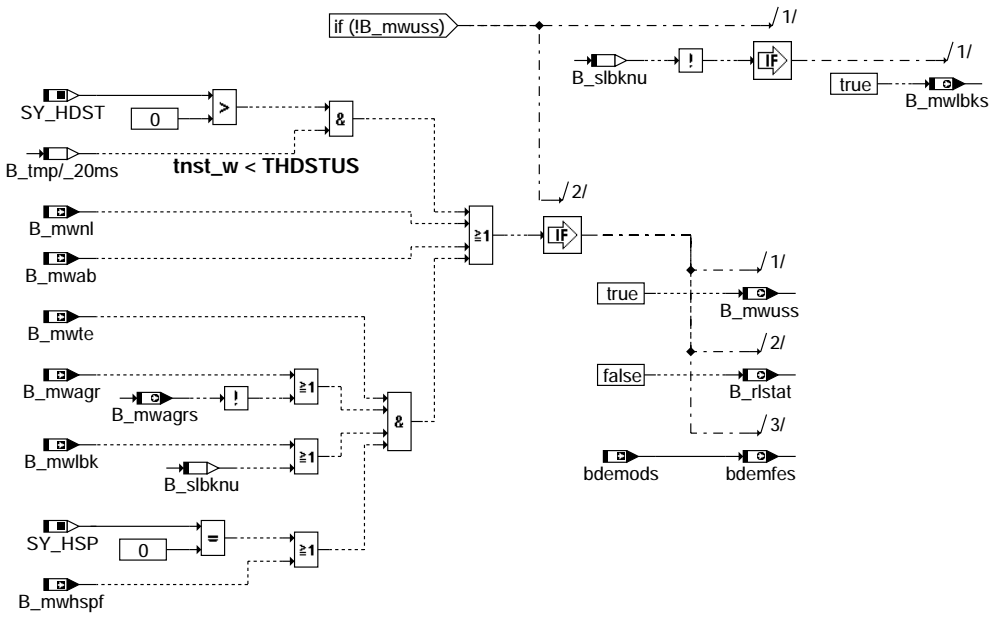 if (!B_mwuss)
/1/
/1/
B_slbknu
!
IF
true
B_mwlbks
SY_HDST
0
>
&
B_tmp/_20ms
tnst_w < THDSTUS
/2/
B_mwnl
≧1
IF
B_mwab
/1/
true
B_mwuss
B_mwte
/2/
false
B_rlstat
B_mwagr
B_mwagrs
!
≧1
&
/3/
B_mwlbk
B_slbknu
≧1
bdemods
bdemfes
SY_HSP
0
=
≧1
B_mwhspf